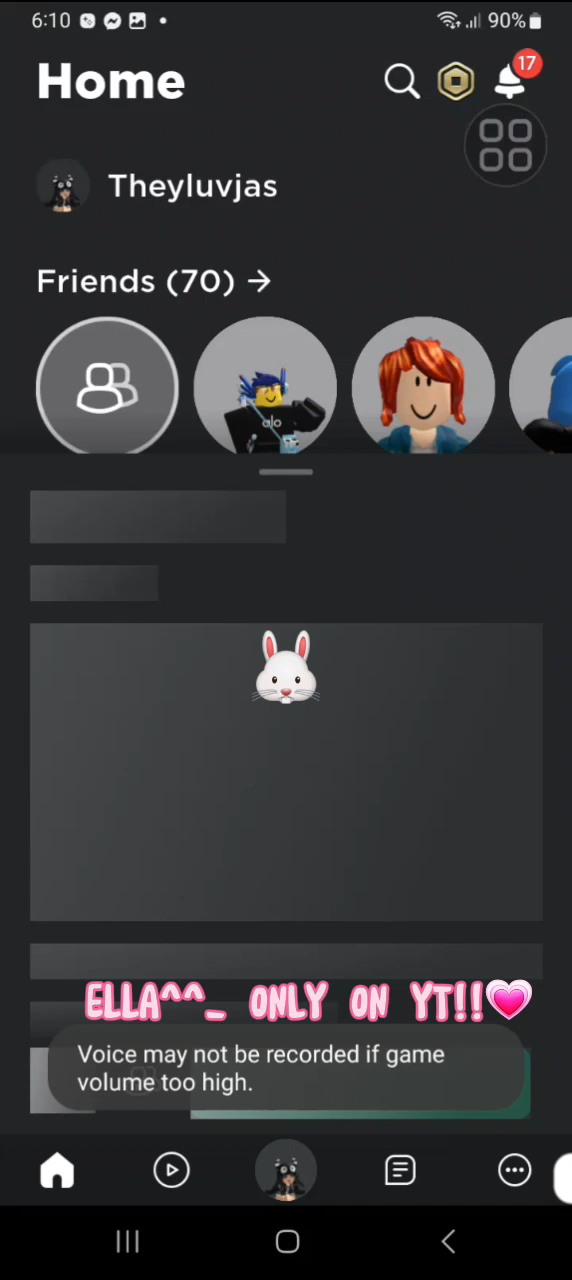 6:10
90%
Home
17
Theyluvjas
Friends (70) →
alo
ELLA^^_ ONLY ON YT!!💗
Voice may not be recorded if game
volume too high.